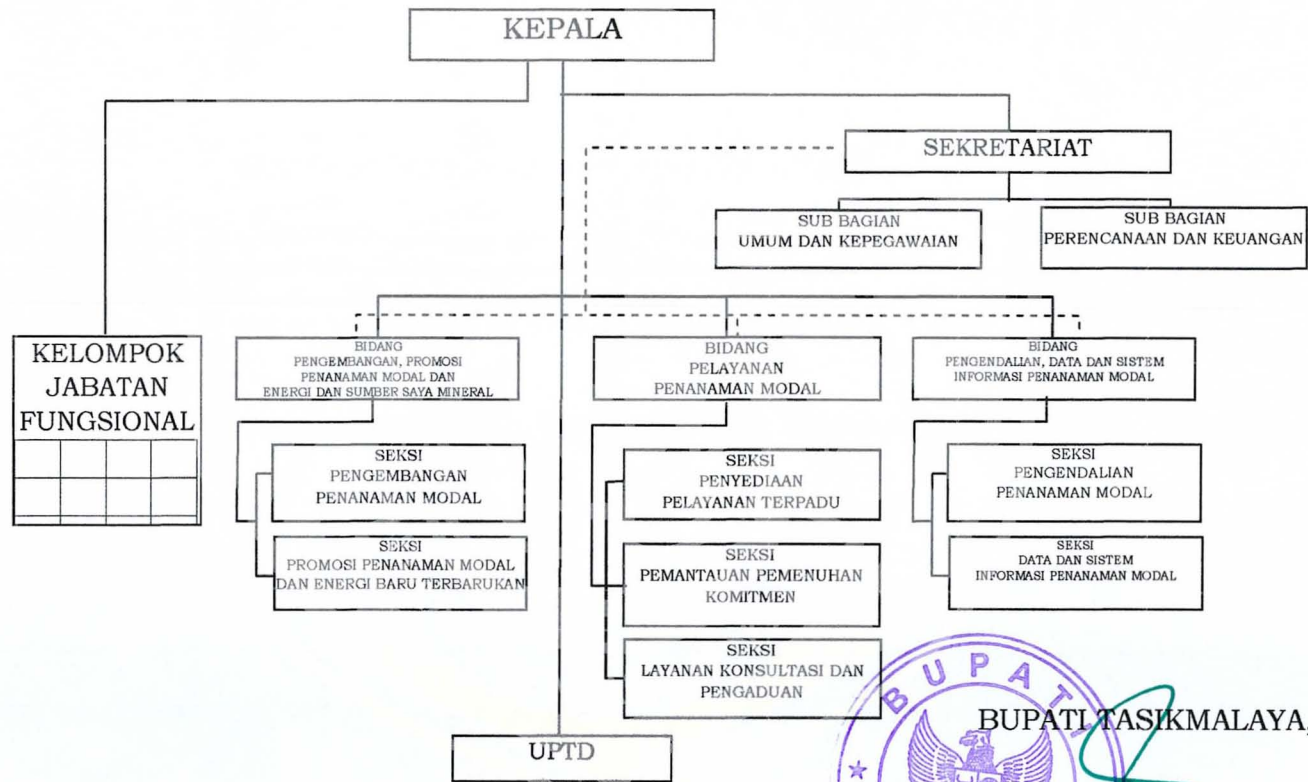 KEPALA
SEKRETARIAT
SUB BAGIAN
UMUM DAN KEPEGAWAIAN
SUB BAGIAN
PERENCANAAN DAN KEUANGAN
KELOMPOK
JABATAN
FUNGSIONAL
BIDANG
PENGEMBANGAN, PROMOSI
PENANAMAN MODAL DAN
ENERGI DAN SUMBER SAYA MINERAL
BIDANG
PELAYANAN
PENANAMAN MODAL
BIDANG
PENGENDALIAN, DATA DAN SISTEM
INFORMASI PENANAMAN MODAL
SEKSI
PENGEMBANGAN
PENANAMAN MODAL
SEKSI
PROMOSI PENANAMAN MODAL
DAN ENERGI BARU TERBARUKAN
SEKSI
PENYEDIAAN
PELAYANAN TERPADU
SEKSI
PEMANTAUAN PEMENUHAN
KOMITMEN
SEKSI
LAYANAN KONSULTASI DAN
PENGADUAN
SEKSI
PENGENDALIAN
PENANAMAN MODAL
SEKSI
DATA DAN SISTEM
INFORMASI PENANAMAN MODAL
UPTD
BUPATI
BUPATI TASIKMALAYA,